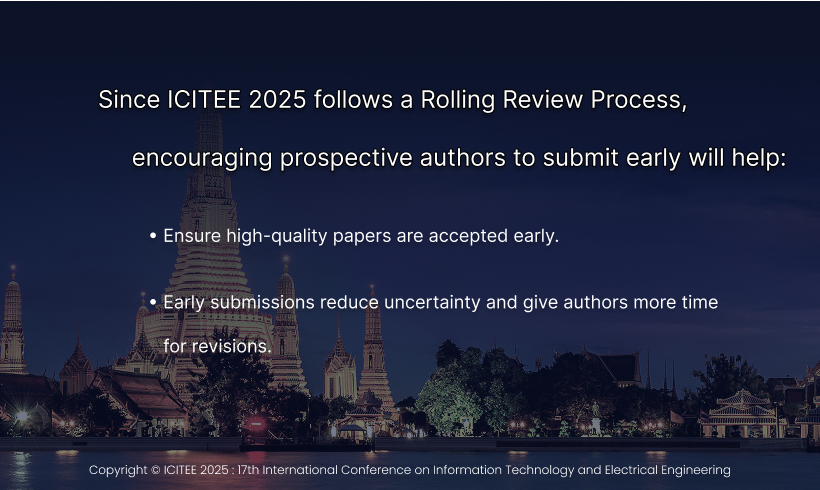 Since ICITEE 2025 follows a Rolling Review Process,
encouraging prospective authors to submit early will help:
• Ensure high-quality papers are accepted early.
• Early submissions reduce uncertainty and give authors more time
for revisions.
Copyright © ICITEE 2025 : 17th International Conference on Information Technology and Electrical Engineering